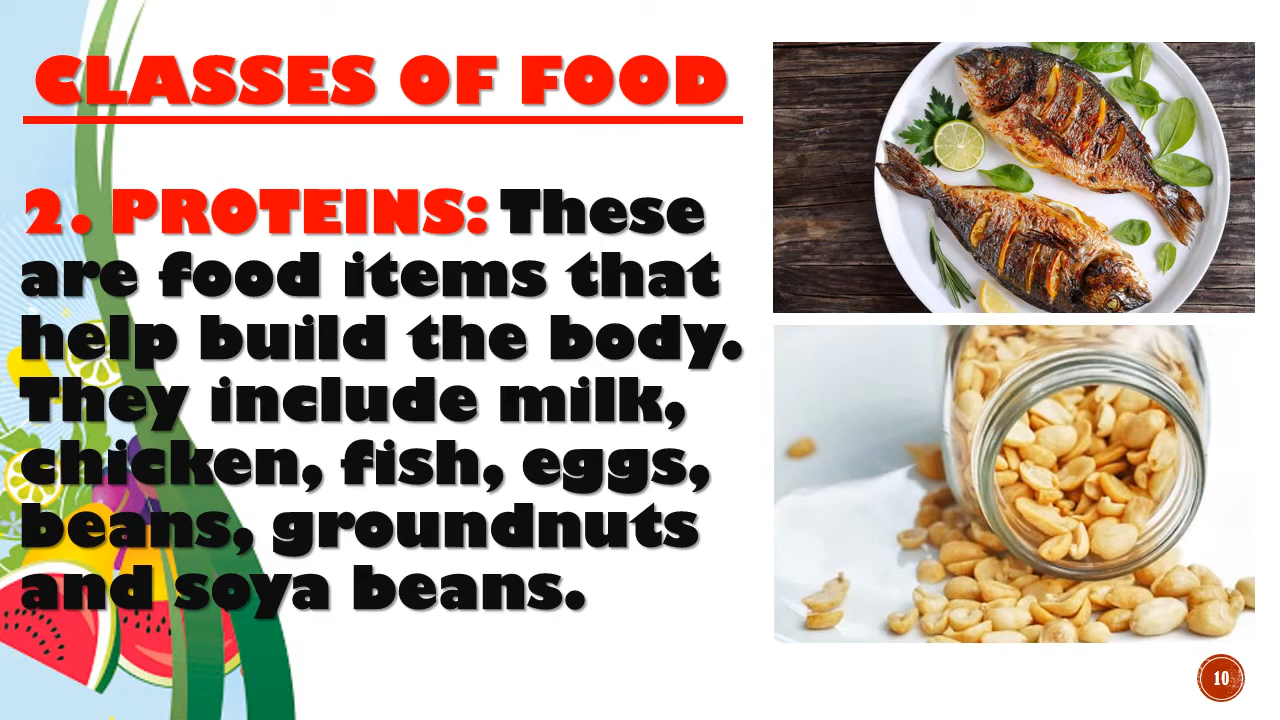 CLASSES OF FOOD
2. PROTEINS: These
are food items that
help build the body.
They include milk,
chicken, fish, eggs,
beans, groundnuts
and soya beans.
10